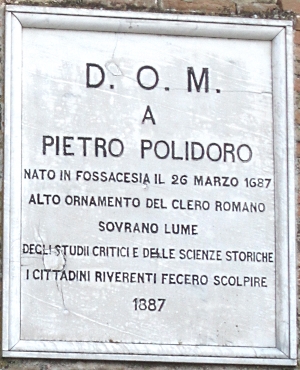 D. O. M.
A
PIETRO POLIDORO
NATO IN FOSSACESIA IL 26 MARZO 1687
ALTO ORNAMENTO DEL CLERO ROMANO
SOVRANO LUME
DEGLI STUDII CRITICI E DELLE SCIENZE STORICHE
I CITTADINI RIVERENTI FECERO SCOLPIRE
1887